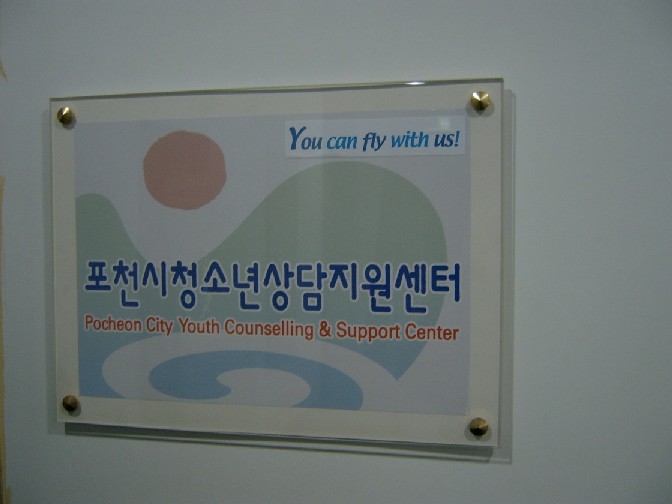 You can fly with us!
포천시청소년상담지원센터
Pocheon City Youth Counselling & Support Center